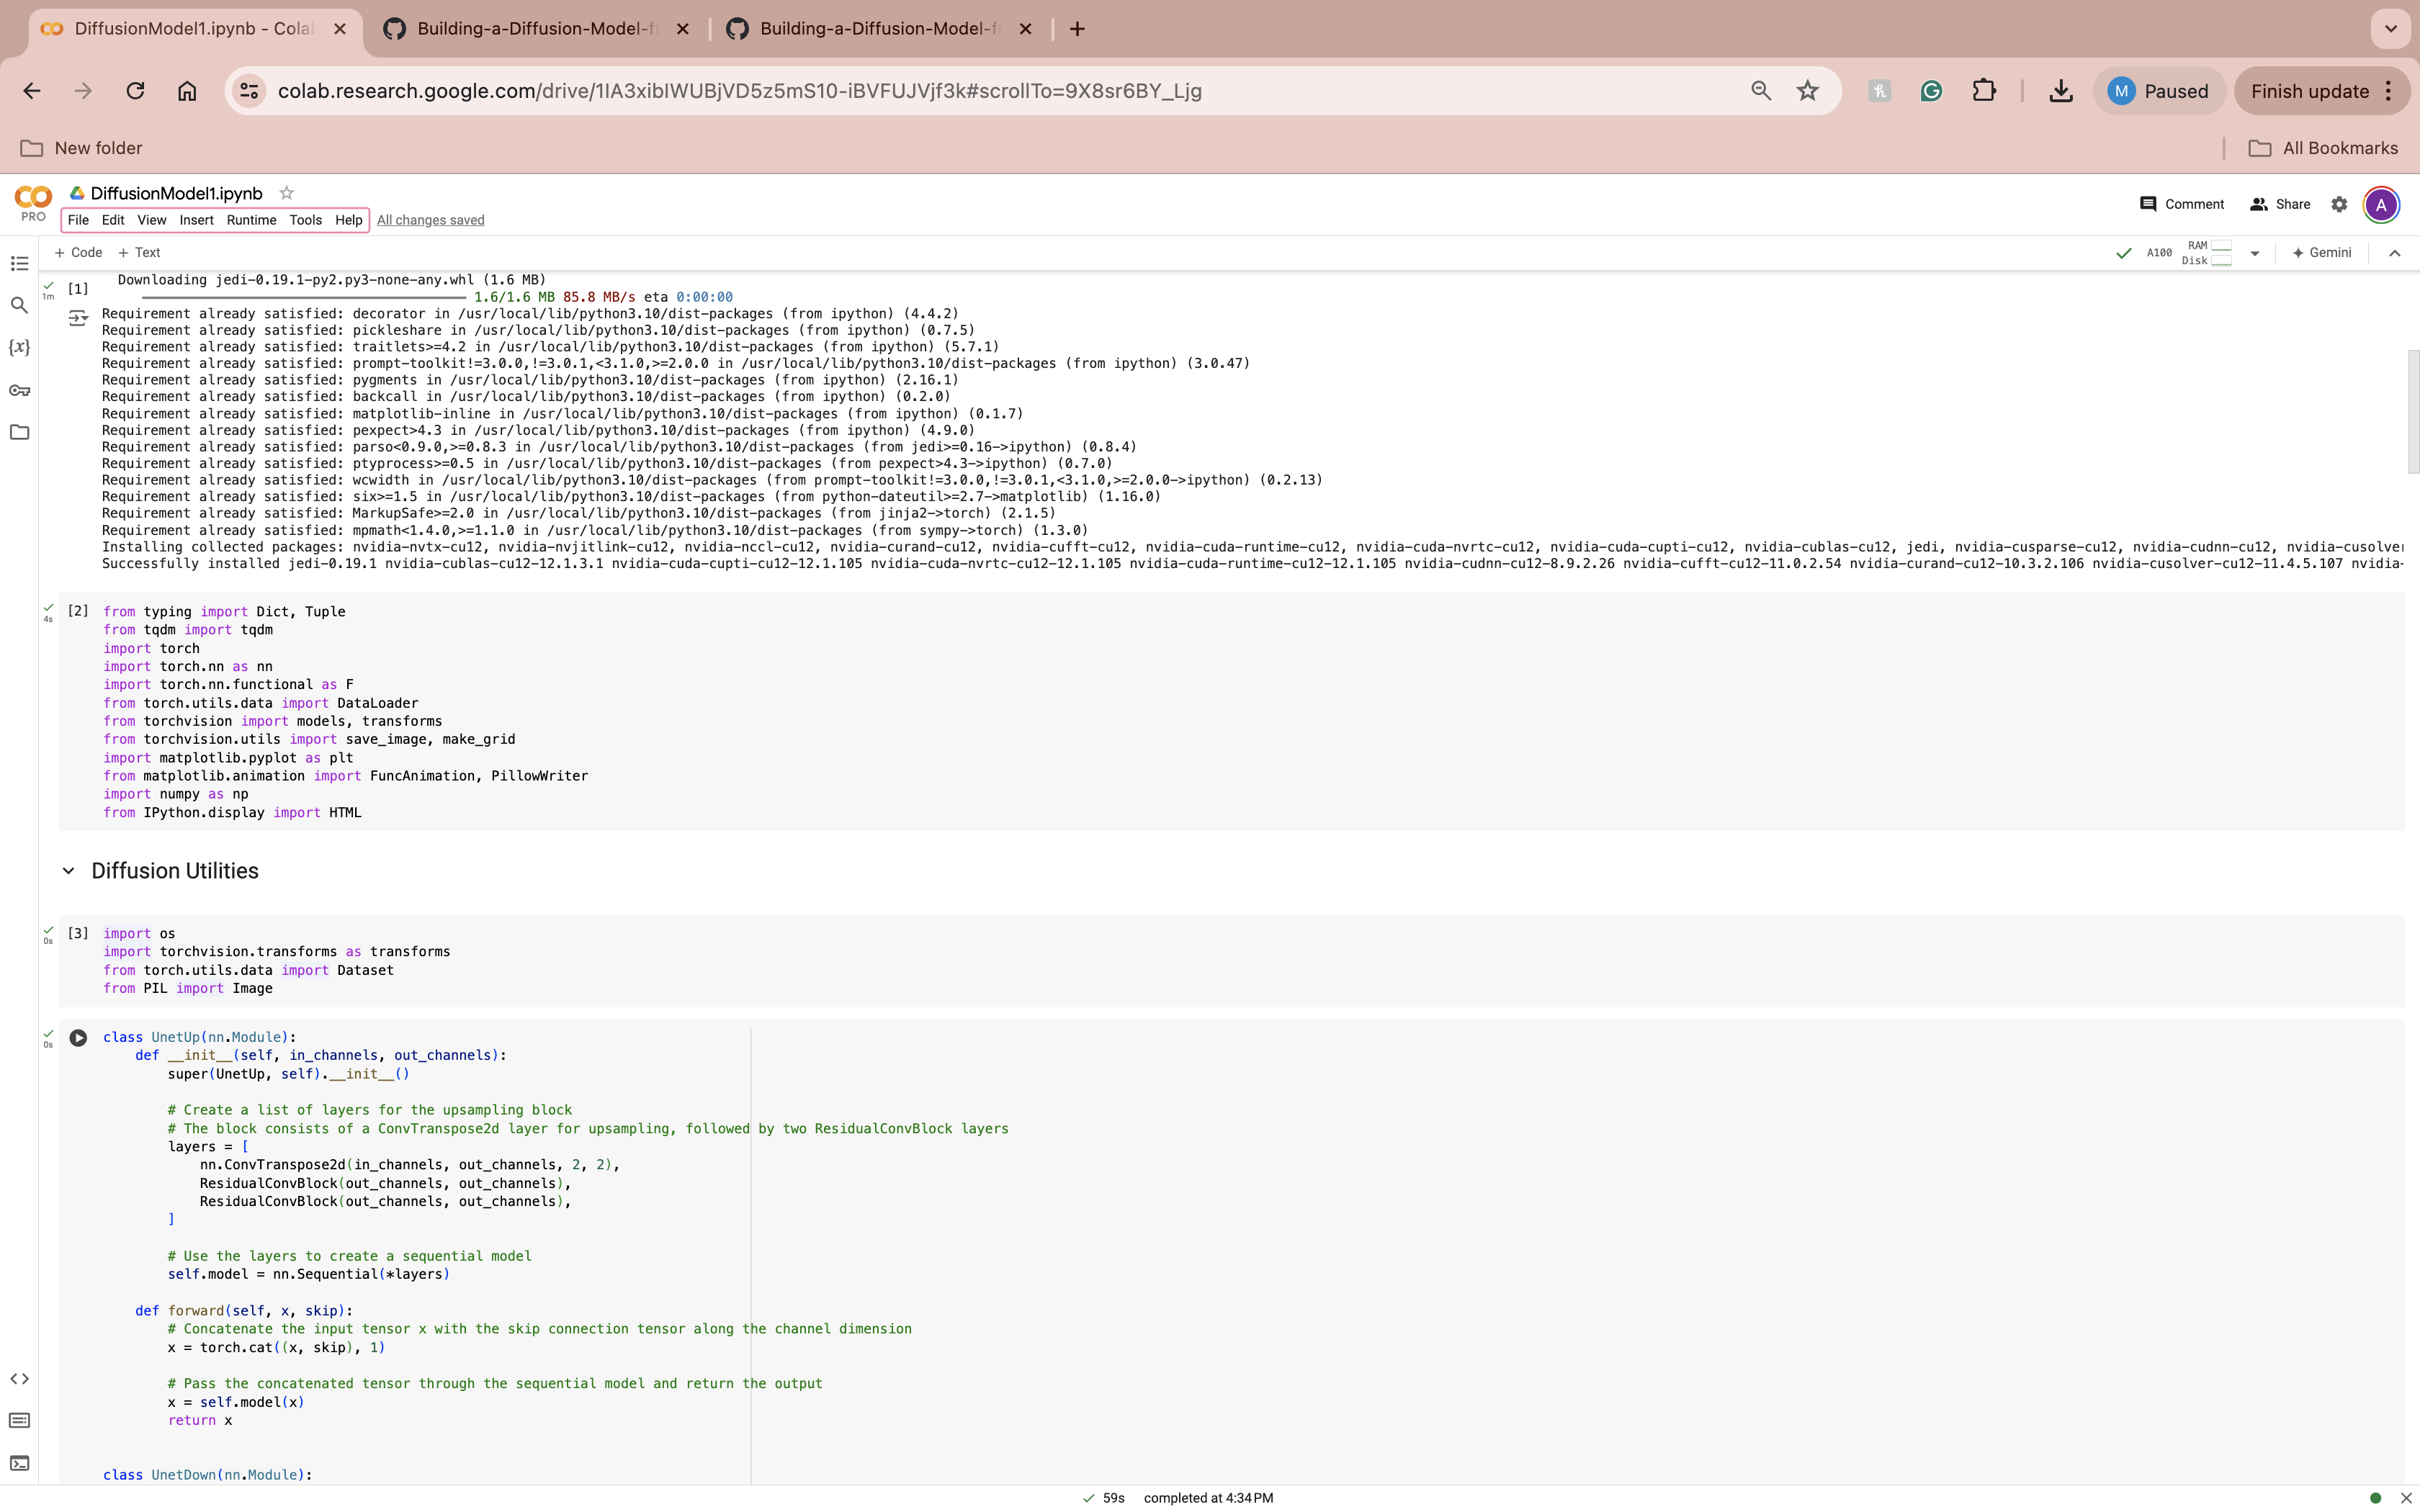 DiffusionModel1.ipynb - Cola
Building-a-Diffusion-Model-f
Building-a-Diffusion-Model-f
colab.research.google.com/drive/1IA3xibIWUBjVD5z5mS10-iBVFUJVjf3k#scrollTo=9X8sr6BY_Ljg
M Paused
Finish update
New folder
All Bookmarks
PRO
DiffusionModel1.ipynb
File Edit View Insert Runtime Tools Help All changes saved
Comment Share A
+ Code + Text
A100 RAM Disk Gemini
[1]
1m
Downloading jedi-0.19.1-py2.py3-none-any.whl (1.6 MB)
1.6/1.6 MB 85.8 MB/s eta 0:00:00
Requirement already satisfied: decorator in /usr/local/lib/python3.10/dist-packages (from ipython) (4.4.2)
Requirement already satisfied: pickleshare in /usr/local/lib/python3.10/dist-packages (from ipython) (0.7.5)
Requirement already satisfied: traitlets>=4.2 in /usr/local/lib/python3.10/dist-packages (from ipython) (5.7.1)
Requirement already satisfied: prompt-toolkit!=3.0.0,!=3.0.1,<3.1.0,>=2.0.0 in /usr/local/lib/python3.10/dist-packages (from ipython) (3.0.47)
Requirement already satisfied: pygments in /usr/local/lib/python3.10/dist-packages (from ipython) (2.16.1)
Requirement already satisfied: backcall in /usr/local/lib/python3.10/dist-packages (from ipython) (0.2.0)
Requirement already satisfied: matplotlib-inline in /usr/local/lib/python3.10/dist-packages (from ipython) (0.1.7)
Requirement already satisfied: pexpect>4.3 in /usr/local/lib/python3.10/dist-packages (from ipython) (4.9.0)
Requirement already satisfied: parso<0.9.0,>=0.8.3 in /usr/local/lib/python3.10/dist-packages (from jedi>=0.16->ipython) (0.8.4)
Requirement already satisfied: ptyprocess>=0.5 in /usr/local/lib/python3.10/dist-packages (from pexpect>4.3->ipython) (0.7.0)
Requirement already satisfied: wcwidth in /usr/local/lib/python3.10/dist-packages (from prompt-toolkit!=3.0.0,!=3.0.1,<3.1.0,>=2.0.0->ipython) (0.2.13)
Requirement already satisfied: six>=1.5 in /usr/local/lib/python3.10/dist-packages (from python-dateutil>=2.7->matplotlib) (1.16.0)
Requirement already satisfied: MarkupSafe>=2.0 in /usr/local/lib/python3.10/dist-packages (from jinja2->torch) (2.1.5)
Requirement already satisfied: mpmath<1.4.0,>=1.1.0 in /usr/local/lib/python3.10/dist-packages (from sympy->torch) (1.3.0)
Installing collected packages: nvidia-nvtx-cu12, nvidia-nvjitlink-cu12, nvidia-nccl-cu12, nvidia-curand-cu12, nvidia-cufft-cu12, nvidia-cuda-runtime-cu12, nvidia-cuda-nvrtc-cu12, nvidia-cuda-cupti-cu12, nvidia-cublas-cu12, jedi, nvidia-cusparse-cu12, nvidia-cudnn-cu12, nvidia-cusolver
Successfully installed jedi-0.19.1 nvidia-cublas-cu12-12.1.3.1 nvidia-cuda-cupti-cu12-12.1.105 nvidia-cuda-nvrtc-cu12-12.1.105 nvidia-cuda-runtime-cu12-12.1.105 nvidia-cudnn-cu12-8.9.2.26 nvidia-cufft-cu12-11.0.2.54 nvidia-curand-cu12-10.3.2.106 nvidia-cusolver-cu12-11.4.5.107 nvidia-
[2]
4s
from typing import Dict, Tuple
from tqdm import tqdm
import torch
import torch.nn as nn
import torch.nn.functional as F
from torch.utils.data import DataLoader
from torchvision import models, transforms
from torchvision.utils import save_image, make_grid
import matplotlib.pyplot as plt
from matplotlib.animation import FuncAnimation, PillowWriter
import numpy as np
from IPython.display import HTML
Diffusion Utilities
[3]
0s
import os
import torchvision.transforms as transforms
from torch.utils.data import Dataset
from PIL import Image
0s
class UnetUp(nn.Module):
def __init__(self, in_channels, out_channels):
super(UnetUp, self).__init__()
# Create a list of layers for the upsampling block
# The block consists of a ConvTranspose2d layer for upsampling, followed by two ResidualConvBlock layers
layers = [
nn.ConvTranspose2d(in_channels, out_channels, 2, 2),
ResidualConvBlock(out_channels, out_channels),
ResidualConvBlock(out_channels, out_channels),
]
# Use the layers to create a sequential model
self.model = nn.Sequential(*layers)
def forward(self, x, skip):
# Concatenate the input tensor x with the skip connection tensor along the channel dimension
x = torch.cat((x, skip), 1)
# Pass the concatenated tensor through the sequential model and return the output
x = self.model(x)
return x
class UnetDown(nn.Module):
59s completed at 4:34 PM